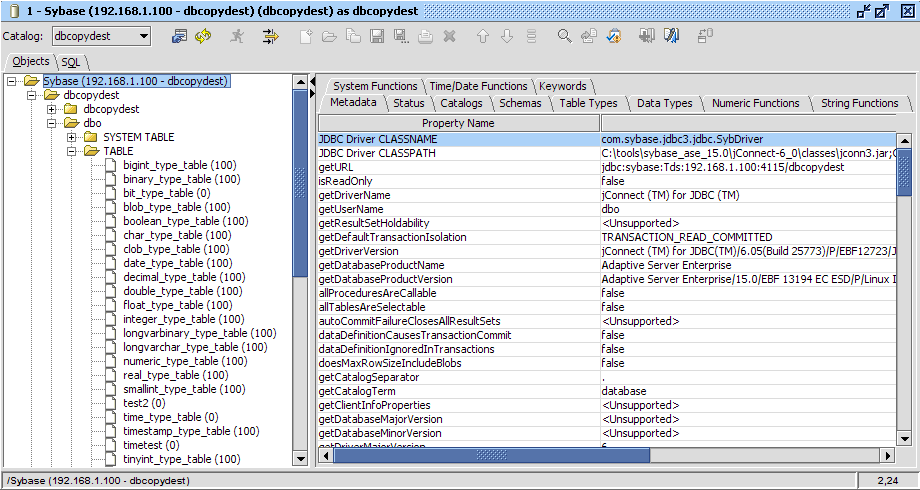 1 - Sybase (192.168.1.100 - dbcopydest) (dbcopydest) as dbcopydest
Catalog: dbcopydest
Objects SQL
Sybase (192.168.1.100 - dbcopydest)
dbcopydest
dbcopydest
dbo
SYSTEM TABLE
TABLE
bigint_type_table (100)
binary_type_table (100)
bit_type_table (0)
blob_type_table (100)
boolean_type_table (100)
char_type_table (100)
clob_type_table (100)
date_type_table (100)
decimal_type_table (100)
double_type_table (100)
float_type_table (100)
integer_type_table (100)
longvarbinary_type_table (100)
longvarchar_type_table (100)
numeric_type_table (100)
real_type_table (100)
smallint_type_table (100)
test2 (0)
time_type_table (0)
timestamp_type_table (100)
timetest (0)
tinyint_type_table (100)
System Functions Time/Date Functions Keywords
Metadata Status Catalogs Schemas Table Types Data Types Numeric Functions String Functions
Property Name
JDBC Driver CLASSNAME com.sybase.jdbc3.jdbc.SybDriver
JDBC Driver CLASSPATH C:\tools\sybase_ase_15.0\jConnect-6_0\classes\jconn3.jar;
getURL jdbc:sybase:Tds:192.168.1.100:4115/dbcopydest
isReadOnly false
getDriverName jConnect (TM) for JDBC (TM)
getUserName dbo
getResultSetHoldability <Unsupported>
getDefaultTransactionIsolation TRANSACTION_READ_COMMITTED
getDriverVersion jConnect (TM) for JDBC(TM)/6.05(Build 25773)/P/EBF12723/
getDatabaseProductName Adaptive Server Enterprise
getDatabaseProductVersion Adaptive Server Enterprise/15.0/EBF 13194 EC ESD/P/Linux
allProceduresAreCallable false
allTablesAreSelectable false
autoCommitFailureClosesAllResultSets <Unsupported>
dataDefinitionCausesTransactionCommit false
dataDefinitionIgnoredInTransactions false
doesMaxRowSizeIncludeBlobs false
getCatalogSeparator .
getCatalogTerm database
getClientInfoProperties <Unsupported>
getDatabaseMajorVersion <Unsupported>
getDatabaseMinorVersion <Unsupported>
getDriverMajorVersion 6
/Sybase (192.168.1.100 - dbcopydest) 2,24